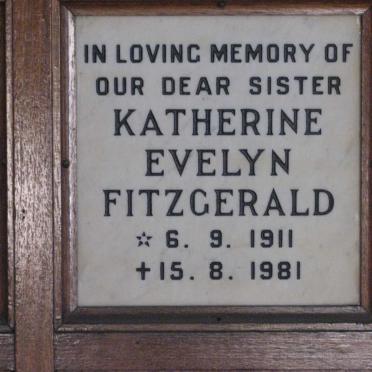 IN LOVING MEMORY OF
OUR DEAR SISTER
KATHERINE
EVELYN
FITZGERALD
☆ 6. 9. 1911
✝ 15. 8. 1981